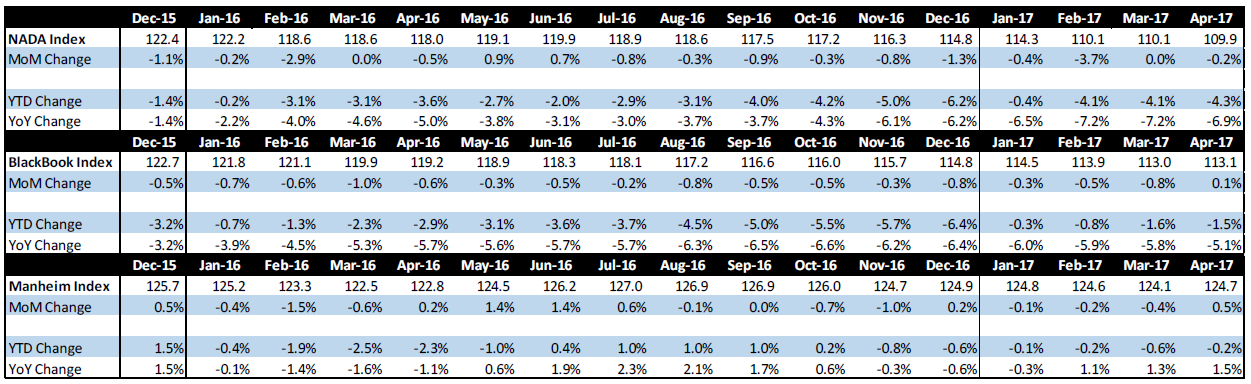 Dec-15 Jan-16 Feb-16 Mar-16 Apr-16 May-16 Jun-16 Jul-16 Aug-16 Sep-16 Oct-16 Nov-16 Dec-16 Jan-17 Feb-17 Mar-17 Apr-17
NADA Index 122.4 122.2 118.6 118.6 118.0 119.1 119.9 118.9 118.6 117.5 117.2 116.3 114.8 114.3 110.1 110.1 109.9
MoM Change -1.1% -0.2% -2.9% 0.0% -0.5% 0.9% 0.7% -0.8% -0.3% -0.9% -0.3% -0.8% -1.3% -0.4% -3.7% 0.0% -0.2%
YTD Change -1.4% -0.2% -3.1% -3.1% -3.6% -2.7% -2.0% -2.9% -3.1% -4.0% -4.2% -5.0% -6.2% -0.4% -4.1% -4.1% -4.3%
YoY Change -1.4% -2.2% -4.0% -4.6% -5.0% -3.8% -3.1% -3.0% -3.7% -3.7% -4.3% -6.1% -6.2% -6.5% -7.2% -7.2% -6.9%
Dec-15 Jan-16 Feb-16 Mar-16 Apr-16 May-16 Jun-16 Jul-16 Aug-16 Sep-16 Oct-16 Nov-16 Dec-16 Jan-17 Feb-17 Mar-17 Apr-17
BlackBook Index 122.7 121.8 121.1 119.9 119.2 118.9 118.3 118.1 117.2 116.6 116.0 115.7 114.8 114.5 113.9 113.0 113.1
MoM Change -0.5% -0.7% -0.6% -1.0% -0.6% -0.3% -0.5% -0.2% -0.8% -0.5% -0.5% -0.3% -0.8% -0.3% -0.5% -0.8% 0.1%
YTD Change -3.2% -0.7% -1.3% -2.3% -2.9% -3.1% -3.6% -3.7% -4.5% -5.0% -5.5% -5.7% -6.4% -0.3% -0.8% -1.6% -1.5%
YoY Change -3.2% -3.9% -4.5% -5.3% -5.7% -5.6% -5.7% -5.7% -6.3% -6.5% -6.6% -6.2% -6.4% -6.0% -5.9% -5.8% -5.1%
Dec-15 Jan-16 Feb-16 Mar-16 Apr-16 May-16 Jun-16 Jul-16 Aug-16 Sep-16 Oct-16 Nov-16 Dec-16 Jan-17 Feb-17 Mar-17 Apr-17
Manheim Index 125.7 125.2 123.3 122.5 122.8 124.5 126.2 127.0 126.9 126.9 126.0 124.7 124.9 124.8 124.6 124.1 124.7
MoM Change 0.5% -0.4% -1.5% -0.6% 0.2% 1.4% 1.4% 0.6% -0.1% 0.0% -0.7% -1.0% 0.2% -0.1% -0.2% -0.4% 0.5%
YTD Change 1.5% -0.4% -1.9% -2.5% -2.3% -1.0% 0.4% 1.0% 1.0% 1.0% 0.2% -0.8% -0.6% -0.1% -0.2% -0.6% -0.2%
YoY Change 1.5% -0.1% -1.4% -1.6% -1.1% 0.6% 1.9% 2.3% 2.1% 1.7% 0.6% -0.3% -0.6% -0.3% 1.1% 1.3% 1.5%